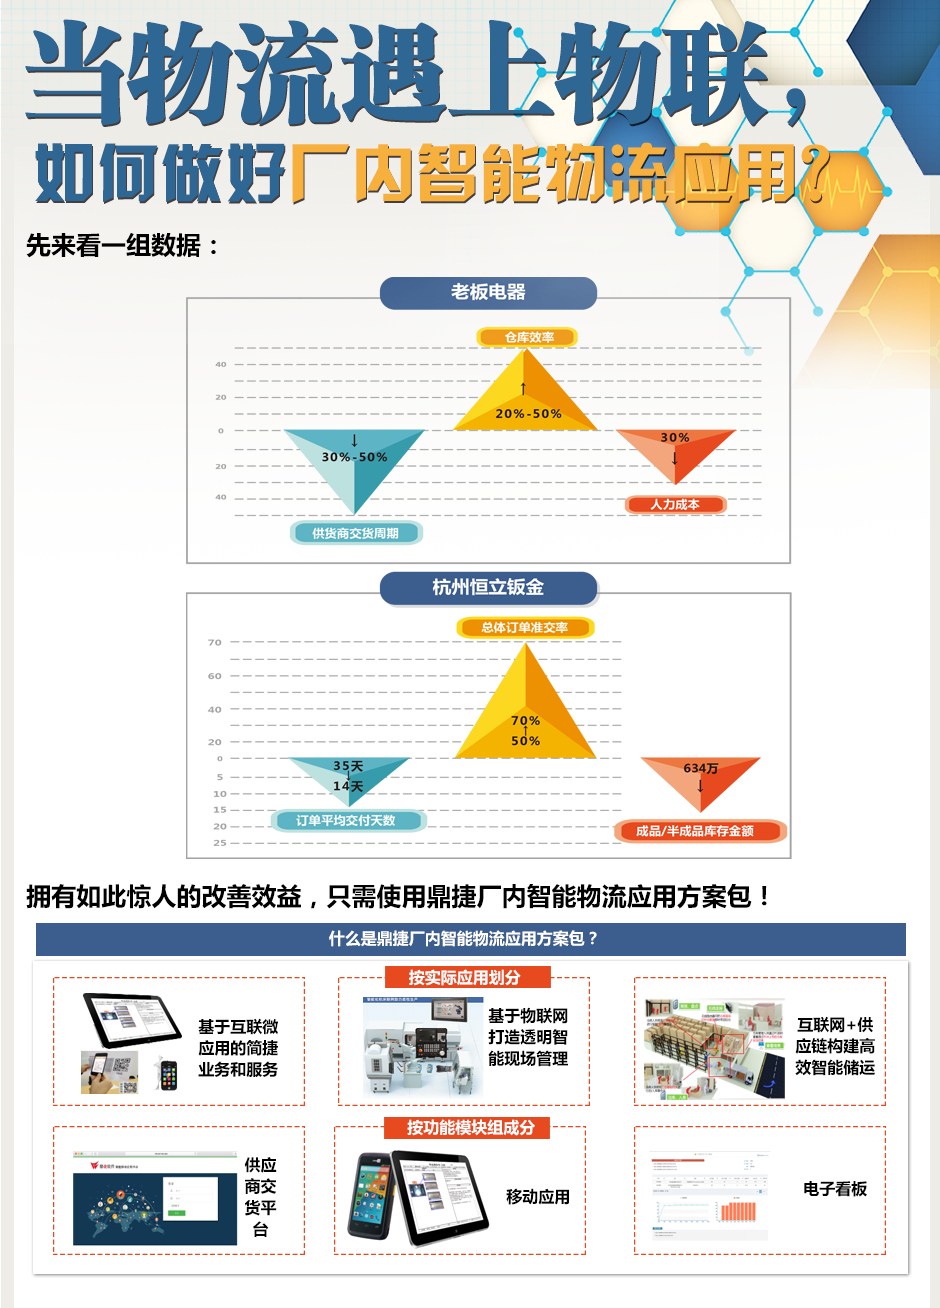 当物流遇上物联，
如何做好厂内智能物流应用？
先来看一组数据：
老板电器
仓库效率
40
20
0
20
40
↑
20%-50%
↓
30%-50%
30%
↓
人力成本
供货商交货周期
杭州恒立钣金
总体订单准交率
70
60
40
20
0
5
10
15
20
25
70%
↑
50%
35天
↓
14天
634万
↓
订单平均交付天数
成品/半成品库存金额
拥有如此惊人的改善效益，只需使用鼎捷厂内智能物流应用方案包！
什么是鼎捷厂内智能物流应用方案包？
按实际应用划分
基于互联微
应用的简捷
业务和服务
基于物联网
打造透明智
能现场管理
互联网+供
应链构建高
效智能储运
按功能模块组成分
供应
商交
货平
台
移动应用
电子看板